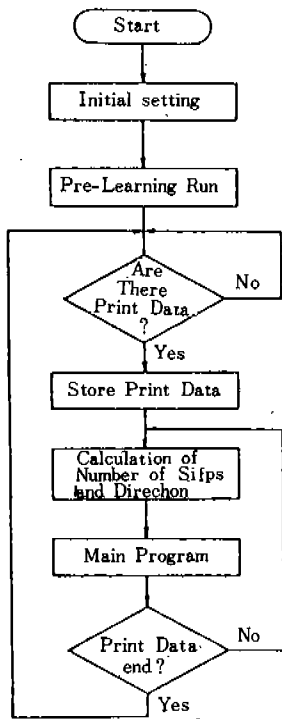 Start
Initial setting
Pre-Learning Run
Are
There
Print Data
?
No
Yes
Store Print Data
Calculation of
Number of Sifps
and Direchon
Main Program
Print Data
end?
No
Yes